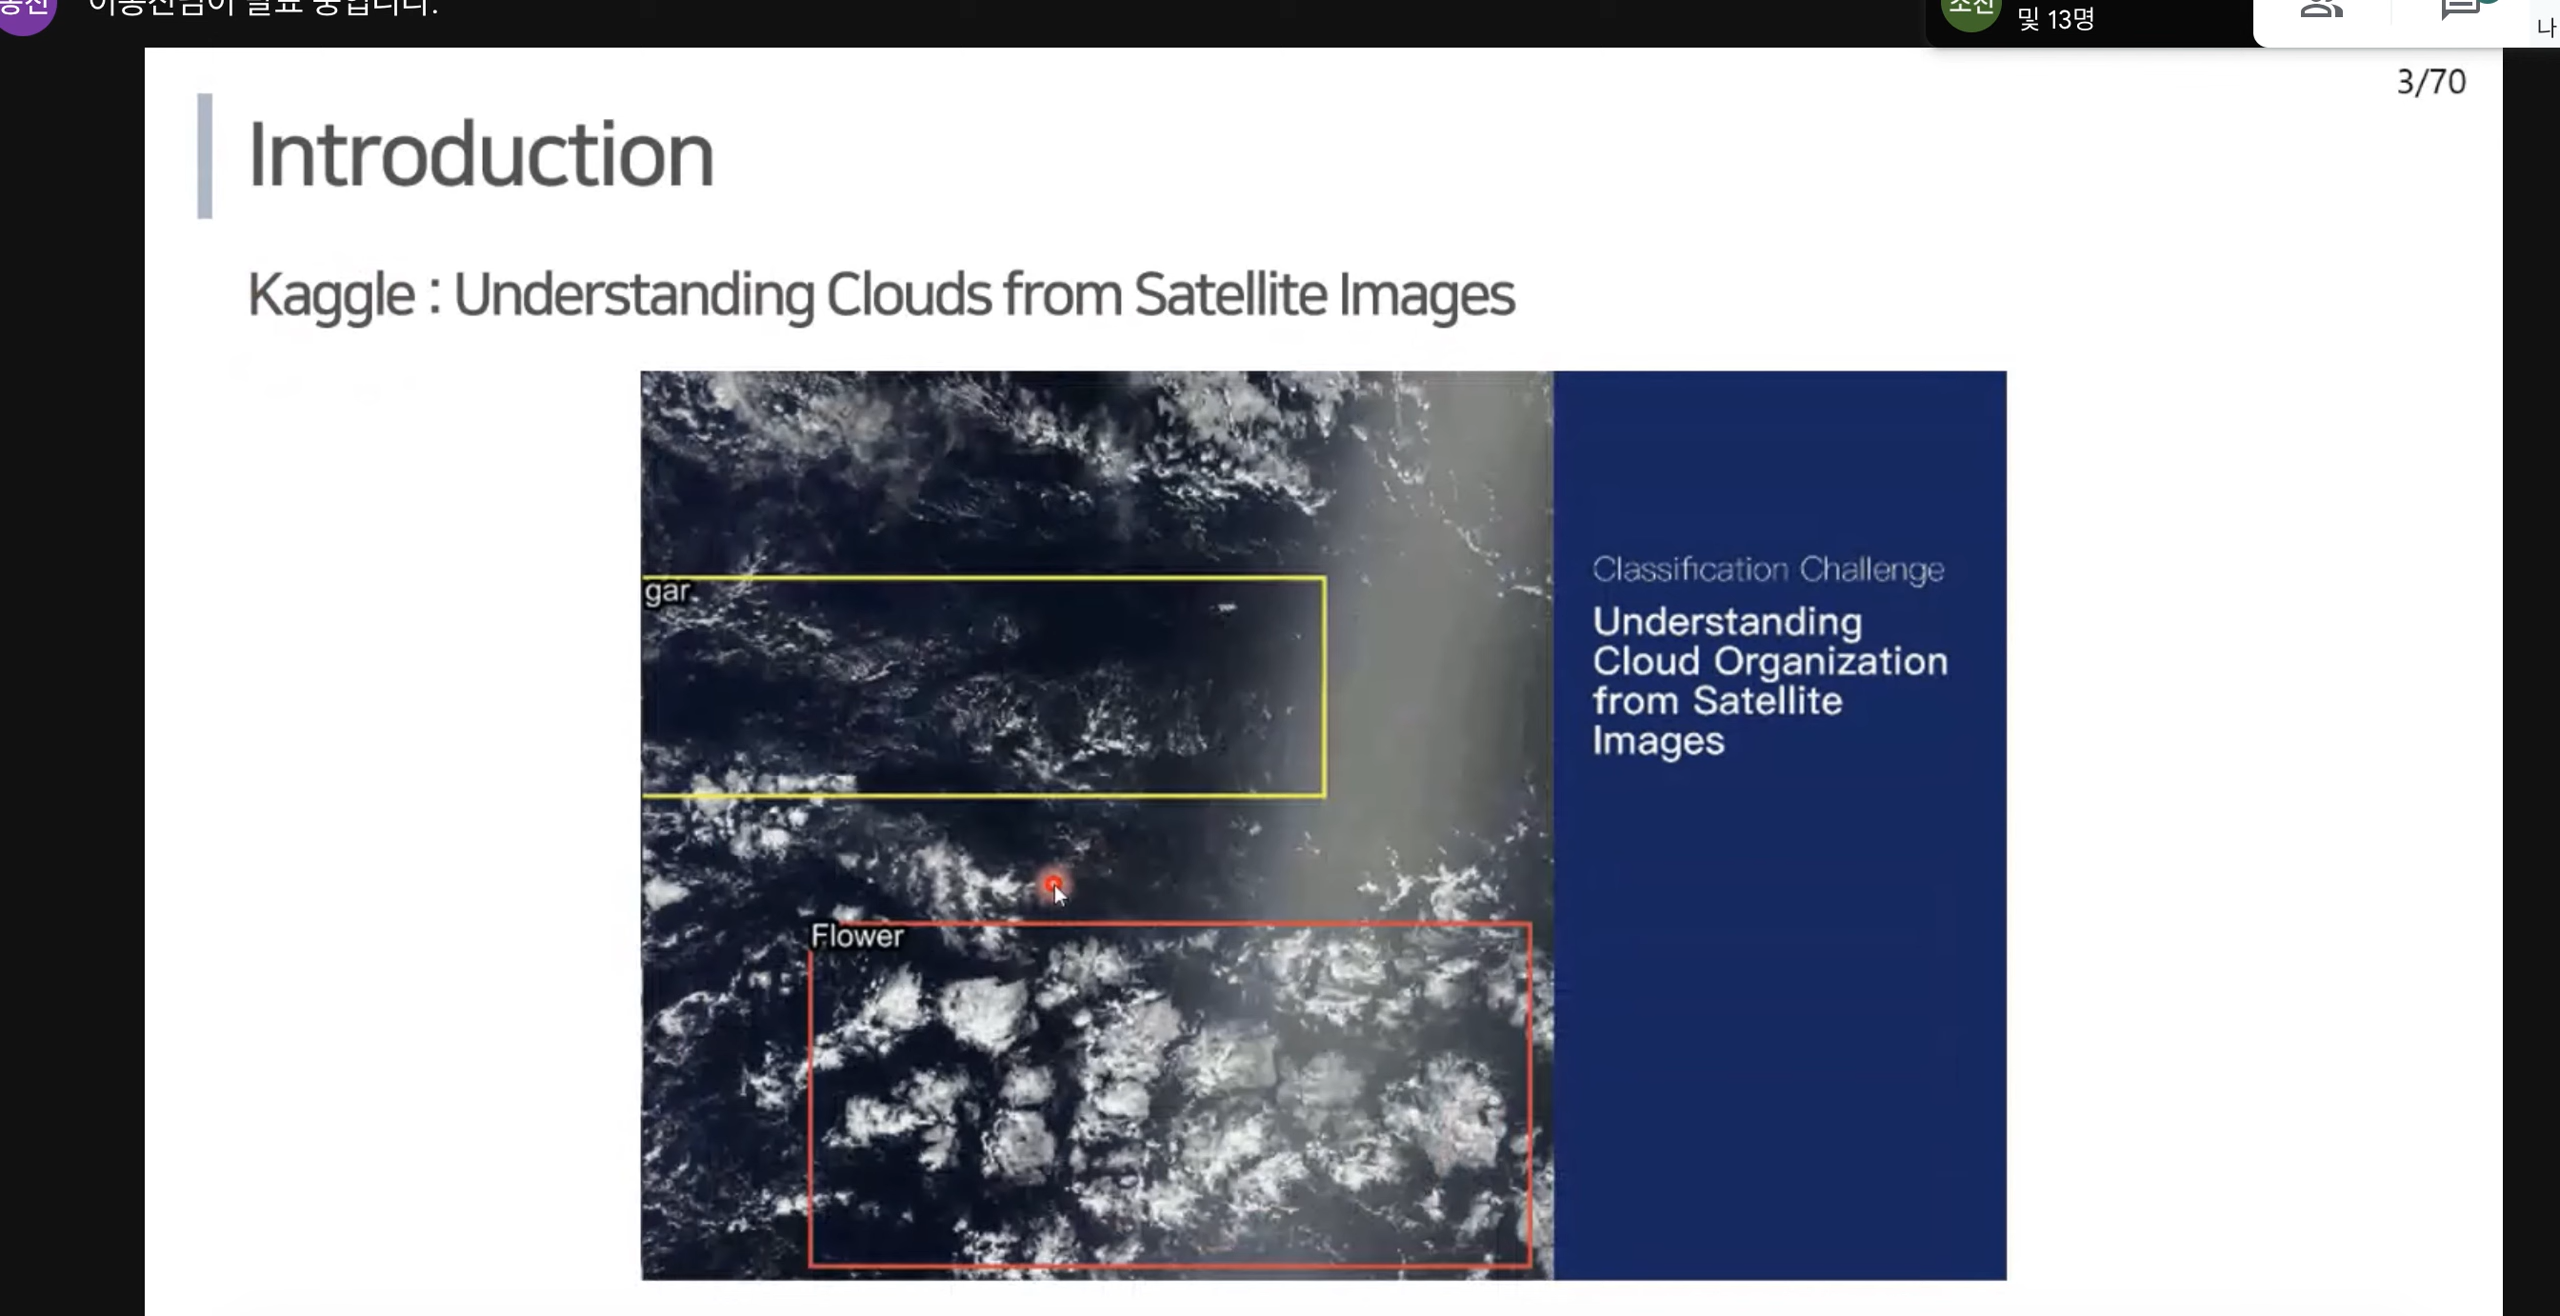 및 13명
나
3/70
Introduction
Kaggle : Understanding Clouds from Satellite Images
gar
Classification Challenge
Understanding
Cloud Organization
from Satellite
Images
Flower